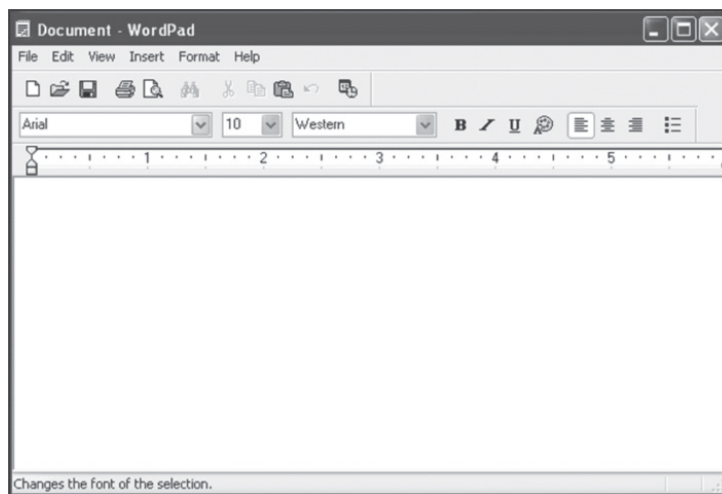 Document - WordPad
File Edit View Insert Format Help
Arial 10 Western B I U A
1 2 3 4 5
Changes the font of the selection.